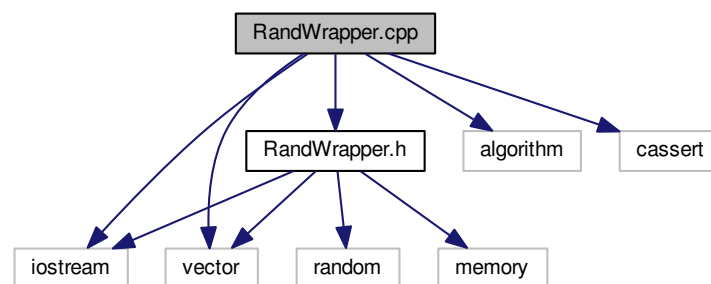 RandWrapper.cpp
RandWrapper.h
algorithm
cassert
iostream
vector
random
memory